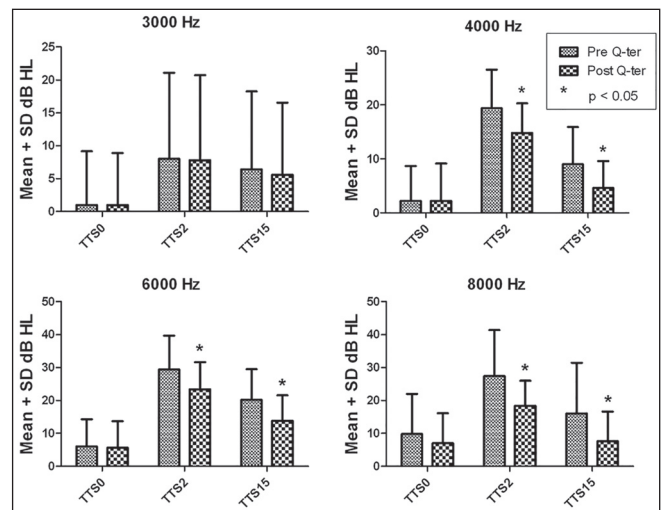 3000 Hz
Mean + SD dB HL
25
20
15
10
5
0
TTS0
TTS2
TTS15
4000 Hz
Mean + SD dB HL
30
20
10
0
TTS0
TTS2
TTS15
*
*
Pre Q-ter
Post Q-ter
* p < 0.05
6000 Hz
Mean + SD dB HL
50
40
30
20
10
0
TTS0
TTS2
TTS15
*
*
8000 Hz
Mean + SD dB HL
50
40
30
20
10
0
TTS0
TTS2
TTS15
*
*